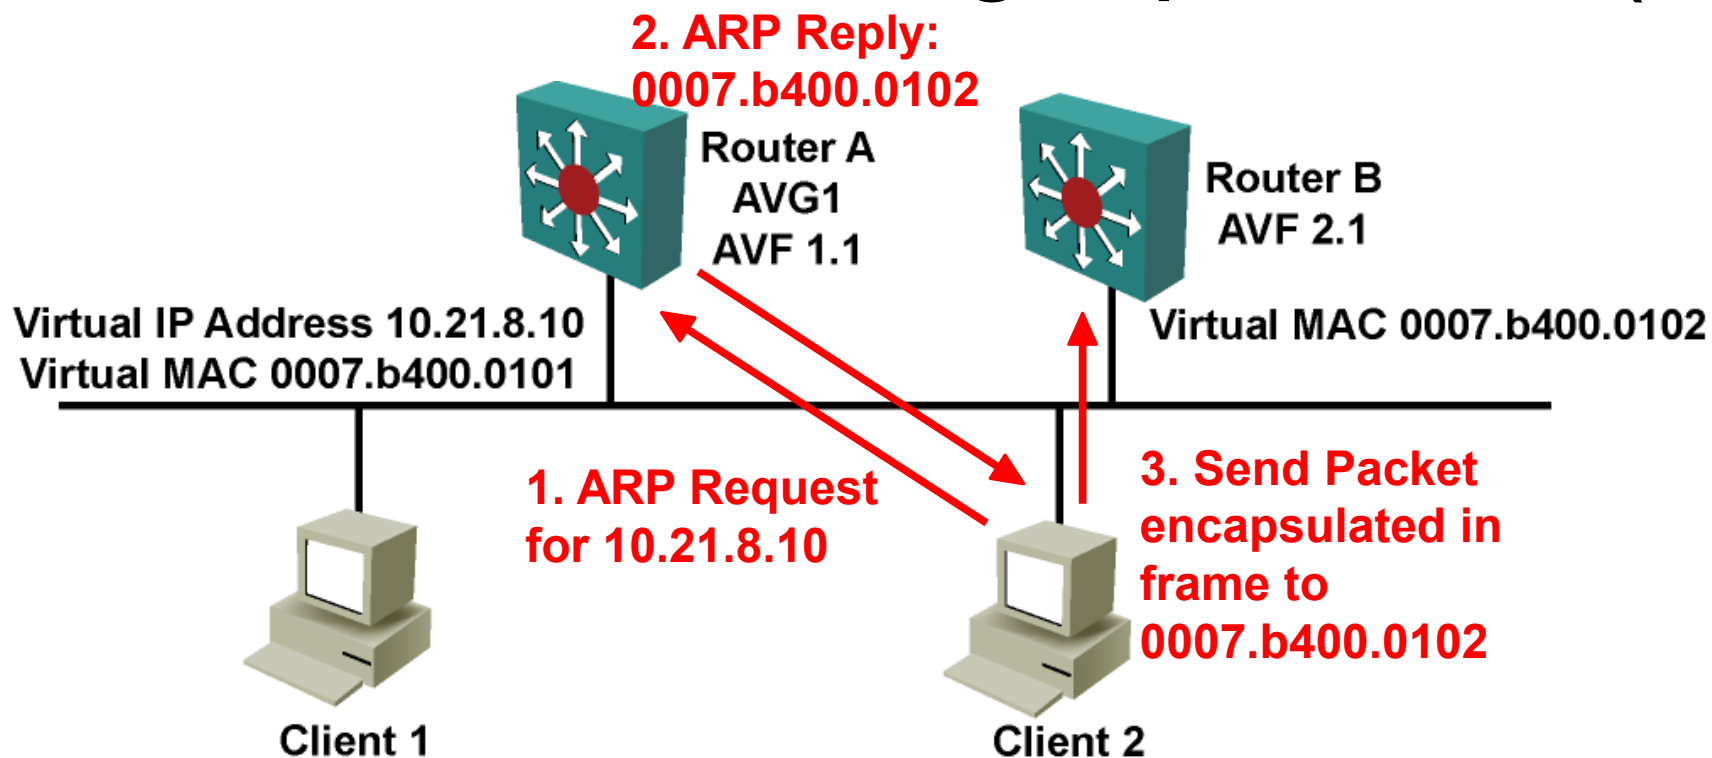 2. ARP Reply:
0007.b400.0102
Router A
AVG1
AVF 1.1
Router B
AVF 2.1
Virtual IP Address 10.21.8.10
Virtual MAC 0007.b400.0101
Virtual MAC 0007.b400.0102
1. ARP Request
for 10.21.8.10
3. Send Packet
encapsulated in
frame to
0007.b400.0102
Client 1
Client 2